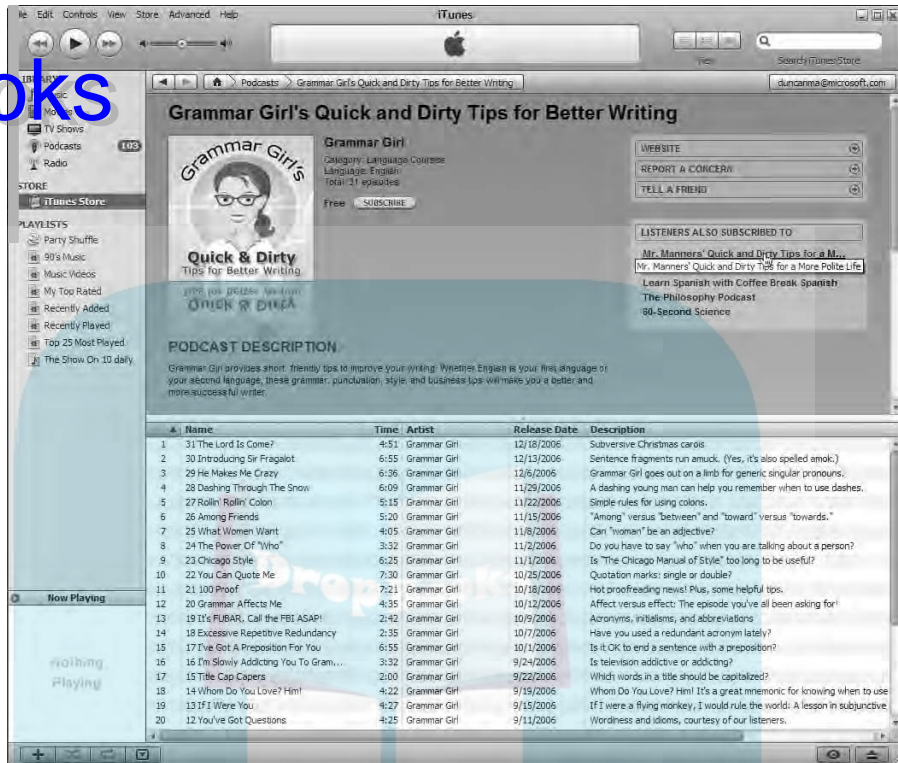 le Edit Controls View Store Advanced Help
iTunes
View
Search iTunes Store
LIBRARY
oks
Music
Movies
TV Shows
Podcasts 103
Radio
STORE
iTunes Store
PLAYLISTS
Party Shuffle
90's Music
Music Videos
My Top Rated
Recently Added
Recently Played
Top 25 Most Played
The Show On 10 daily
Now Playing
Nothing
Playing
Podcasts Grammar Girl's Quick and Dirty Tips for Better Writing
duncanma@microsoft.com
Grammar Girl's Quick and Dirty Tips for Better Writing
Grammar Girl's
Quick & Dirty
Tips for Better Writing
Grammar Girl
Category: Language Courses
Language: English
Total: 31 episodes
Free SUBSCRIBE
WEBSITE
REPORT A CONCERN
TELL A FRIEND
LISTENERS ALSO SUBSCRIBED TO
Mr. Manners' Quick and Dirty Tips for a M...
Mr. Manners' Quick and Dirty Tips for a More Polite Life
Learn Spanish with Coffee Break Spanish
The Philosophy Podcast
60-Second Science
PODCAST DESCRIPTION
Grammar Girl provides short, friendly tips to improve your writing. Whether English is your first language or
your second language, these grammar, punctuation, style, and business tips will make you a better and
more successful writer.
Name Time Artist Release Date Description
1 31 The Lord Is Come? 4:51 Grammar Girl 12/18/2006 Subversive Christmas carols
2 30 Introducing Sir Fragalot 6:55 Grammar Girl 12/13/2006 Sentence fragments run amuck. (Yes, it's also spelled amok.)
3 29 He Makes Me Crazy 6:36 Grammar Girl 12/6/2006 Grammar Girl goes out on a limb for generic singular pronouns.
4 28 Dashing Through The Snow 6:09 Grammar Girl 11/29/2006 A dashing young man can help you remember when to use dashes.
5 27 Rollin' Rollin' Colon 5:15 Grammar Girl 11/22/2006 Simple rules for using colons.
6 26 Among Friends 5:20 Grammar Girl 11/15/2006 "Among" versus "between" and "toward" versus "towards."
7 25 What Women Want 4:05 Grammar Girl 11/8/2006 Can "woman" be an adjective?
8 24 The Power Of "Who" 3:32 Grammar Girl 11/2/2006 Do you have to say "who" when you are talking about a person?
9 23 Chicago Style 6:25 Grammar Girl 11/1/2006 Is "The Chicago Manual of Style" too long to be useful?
10 22 You Can Quote Me 7:30 Grammar Girl 10/25/2006 Quotation marks: single or double?
11 21 100 Proof 7:21 Grammar Girl 10/18/2006 Hot proofreading news! Plus, some helpful tips.
12 20 Grammar Affects Me 4:35 Grammar Girl 10/12/2006 Affect versus effect: The episode you've all been asking for!
13 19 It's FUBAR, Call the FBI ASAP! 2:42 Grammar Girl 10/9/2006 Acronyms, initialisms, and abbreviations
14 18 Excessive Repetitive Redundancy 2:35 Grammar Girl 10/7/2006 Have you used a redundant acronym lately?
15 17 I've Got A Preposition For You 6:55 Grammar Girl 10/1/2006 Is it OK to end a sentence with a preposition?
16 16 I'm Slowly Addicting You To Gram... 3:32 Grammar Girl 9/24/2006 Is television addictive or addicting?
17 15 Title Cap Capers 2:00 Grammar Girl 9/22/2006 Which words in a title should be capitalized?
18 14 Whom Do You Love? Him! 4:22 Grammar Girl 9/19/2006 Whom Do You Love? Him! It's a great mnemonic for knowing when to use
19 13 If I Were You 4:27 Grammar Girl 9/15/2006 If I were a flying monkey, I would rule the world: A lesson in subjunctive
20 12 You've Got Questions 4:25 Grammar Girl 9/11/2006 Wordiness and idioms, courtesy of our listeners.